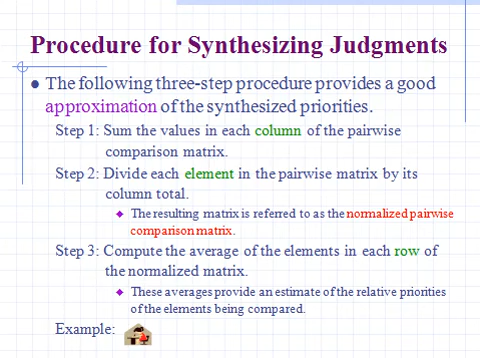 Procedure for Synthesizing Judgments
The following three-step procedure provides a good
approximation of the synthesized priorities.
Step 1: Sum the values in each column of the pairwise
comparison matrix.
Step 2: Divide each element in the pairwise matrix by its
column total.
The resulting matrix is referred to as the normalized pairwise
comparison matrix.
Step 3: Compute the average of the elements in each row of
the normalized matrix.
These averages provide an estimate of the relative priorities
of the elements being compared.
Example: